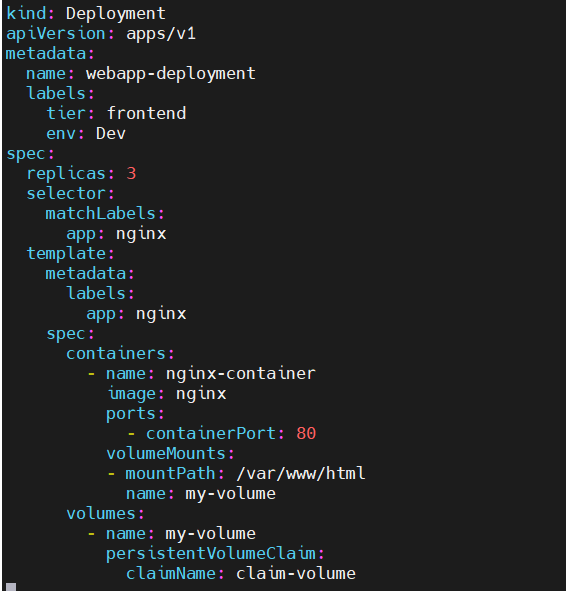 kind: Deployment
apiVersion: apps/v1
metadata:
  name: webapp-deployment
  labels:
    tier: frontend
    env: Dev
spec:
  replicas: 3
  selector:
    matchLabels:
      app: nginx
  template:
    metadata:
      labels:
        app: nginx
    spec:
      containers:
        - name: nginx-container
          image: nginx
          ports:
            - containerPort: 80
          volumeMounts:
          - mountPath: /var/www/html
            name: my-volume
      volumes:
        - name: my-volume
          persistentVolumeClaim:
            claimName: claim-volume